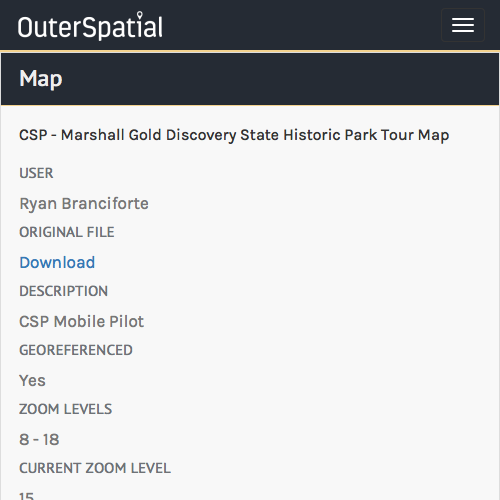 OuterSpatial
Map
CSP - Marshall Gold Discovery State Historic Park Tour Map
USER
Ryan Branciforte
ORIGINAL FILE
Download
DESCRIPTION
CSP Mobile Pilot
GEOREFERENCED
Yes
ZOOM LEVELS
8 - 18
CURRENT ZOOM LEVEL
15